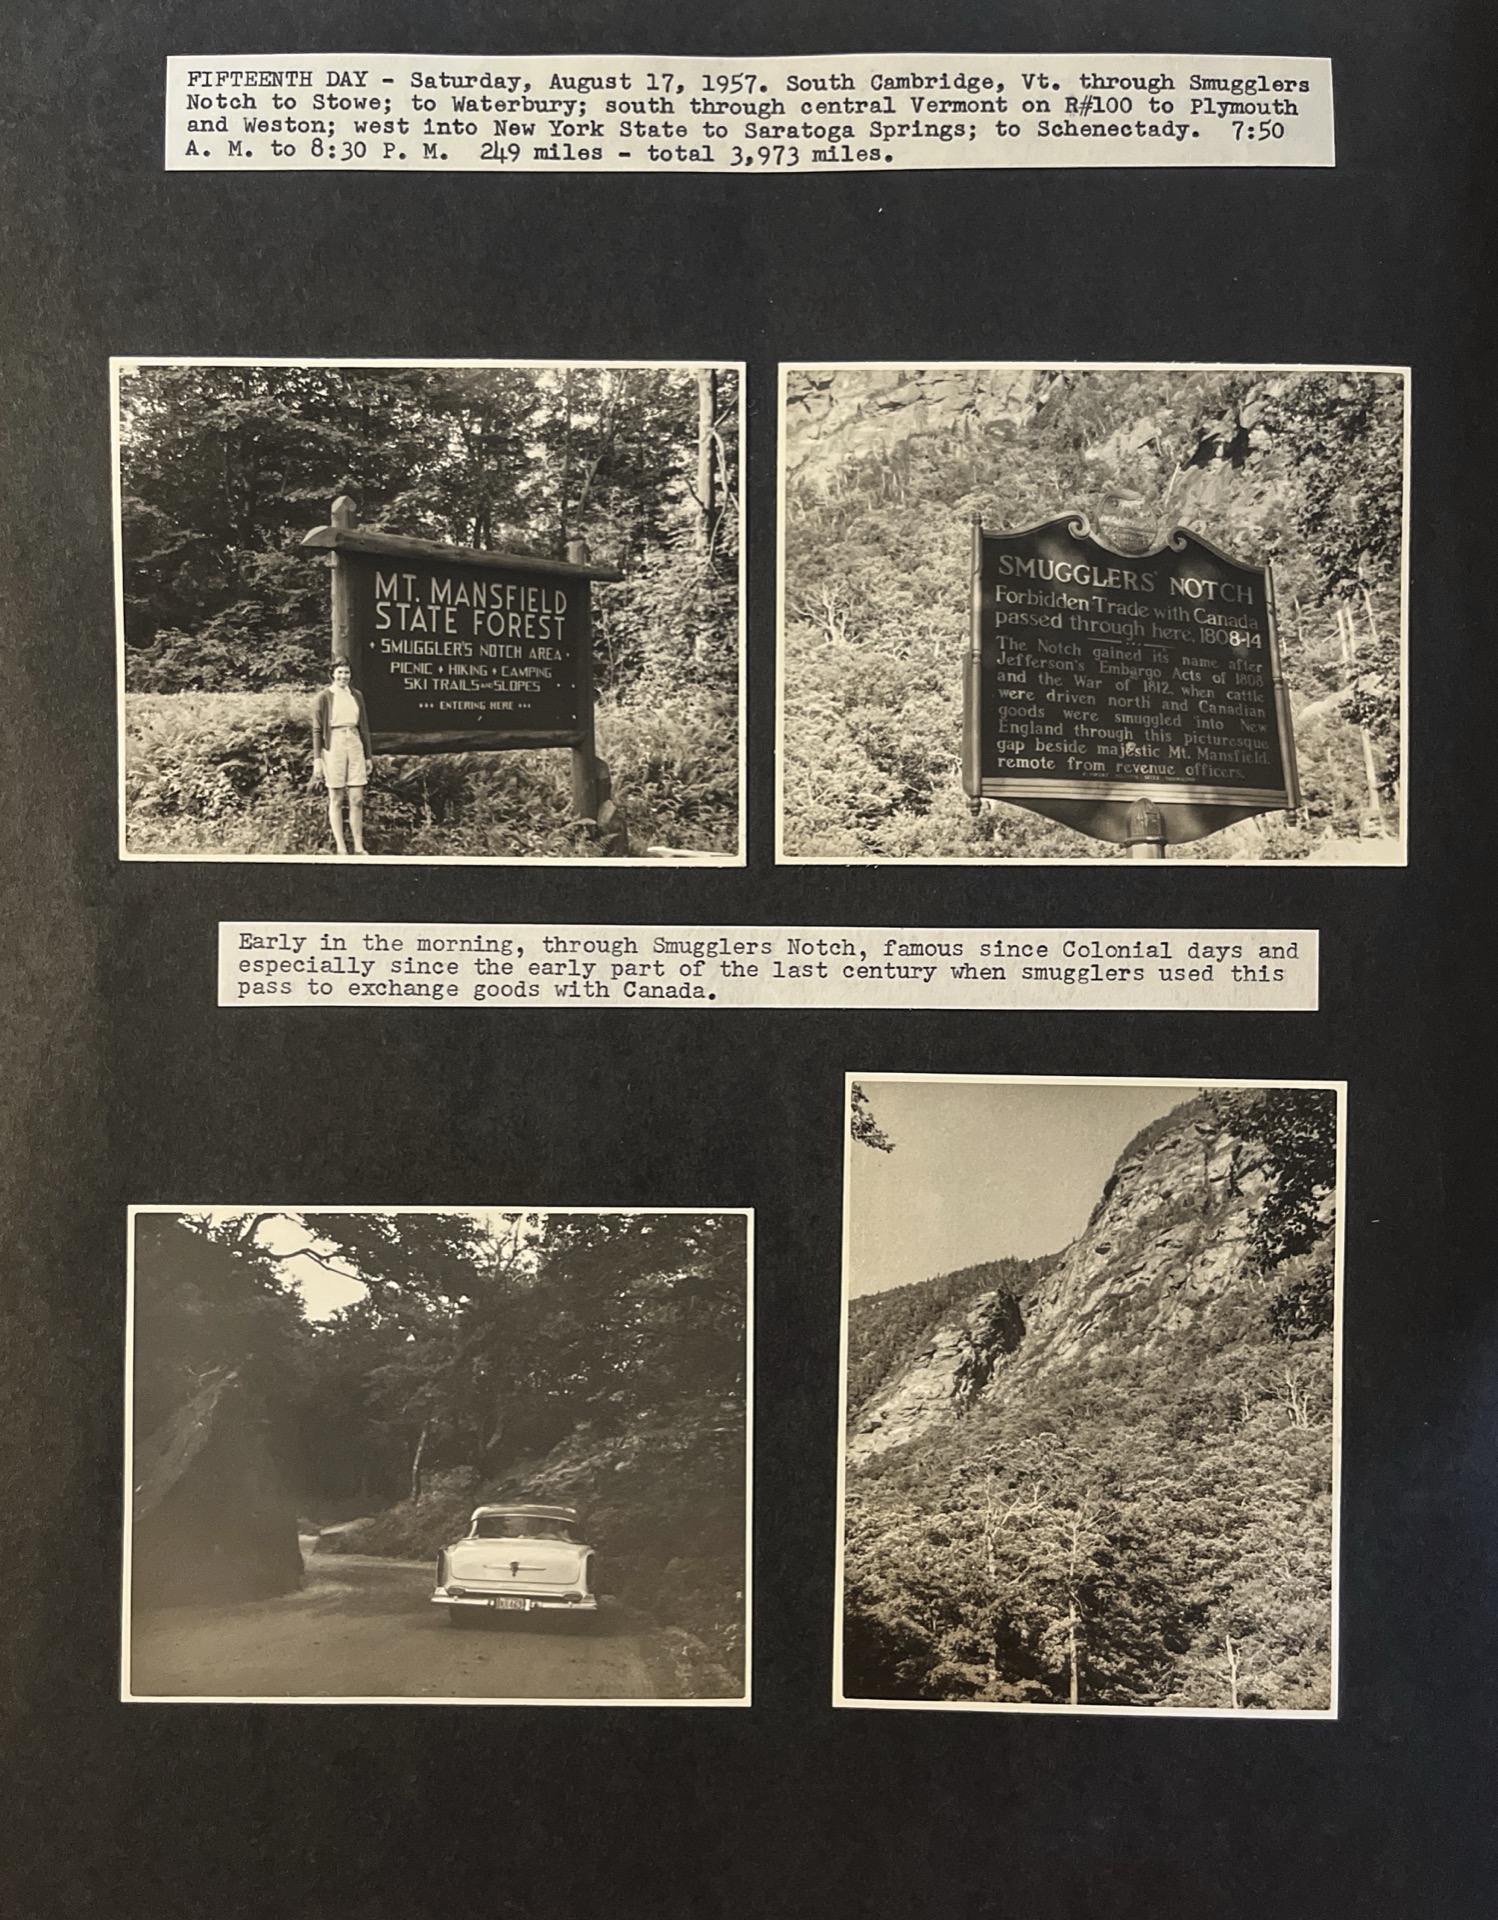 FIFTEENTH DAY - Saturday, August 17, 1957. South Cambridge, Vt. through Smugglers
Notch to Stowe; to Waterbury; south through central Vermont on R#100 to Plymouth
and Weston; west into New York State to Saratoga Springs; to Schenectady. 7:50
A. M. to 8:30 P. M. 249 miles - total 3,973 miles.
MT. MANSFIELD
STATE FOREST
SMUGGLER'S NOTCH AREA
PICNIC • HIKING • CAMPING
SKI TRAILS AND SLOPES
••• ENTERING HERE •••
SMUGGLERS' NOTCH
Forbidden Trade with Canada
passed through here, 1808-14
The Notch gained its name after
Jefferson's Embargo Acts of 1808
and the War of 1812, when cattle
were driven north and Canadian
goods were smuggled into New
England through this picturesque
gap beside majestic Mt. Mansfield,
remote from revenue officers.
Early in the morning, through Smugglers Notch, famous since Colonial days and
especially since the early part of the last century when smugglers used this
pass to exchange goods with Canada.